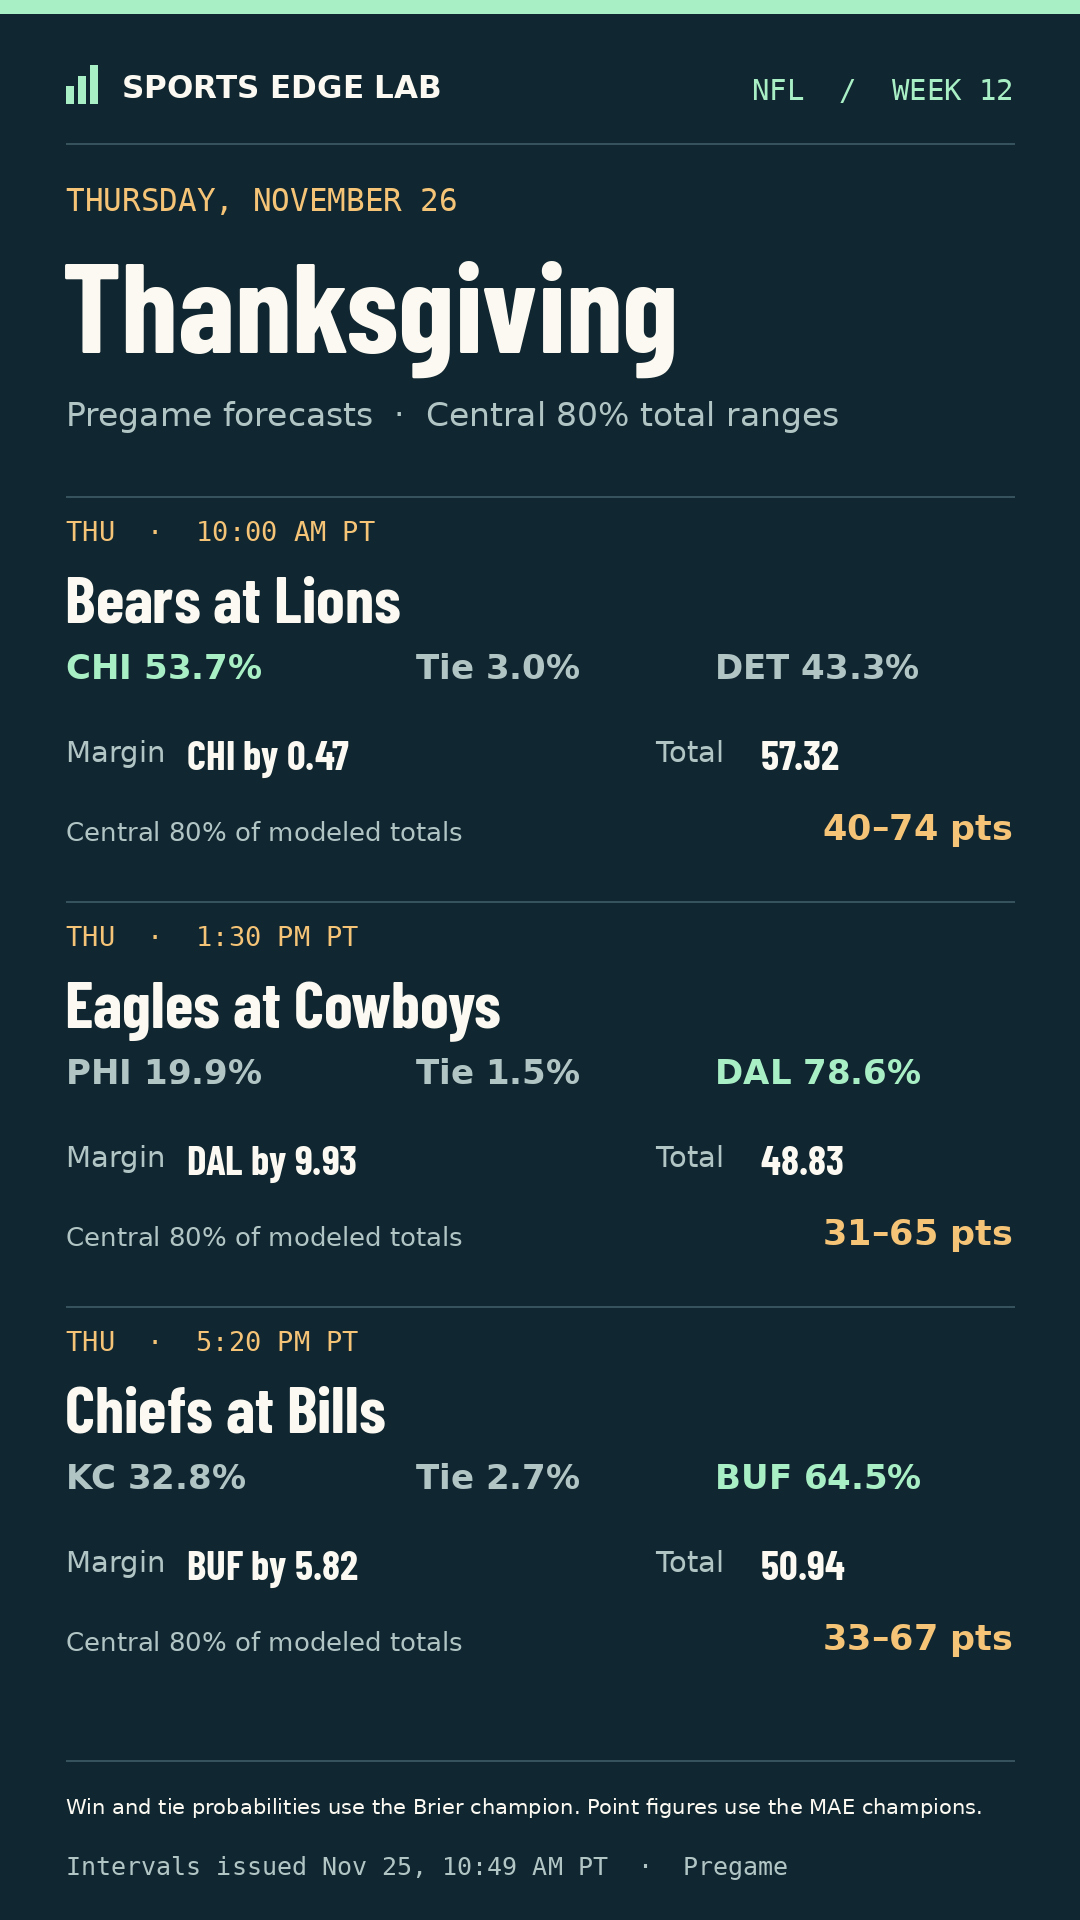 SPORTS EDGE LAB
NFL / WEEK 12
THURSDAY, NOVEMBER 26
Thanksgiving
Pregame forecasts · Central 80% total ranges
THU · 10:00 AM PT
Bears at Lions
CHI 53.7% Tie 3.0% DET 43.3%
Margin CHI by 0.47 Total 57.32
Central 80% of modeled totals 40–74 pts
THU · 1:30 PM PT
Eagles at Cowboys
PHI 19.9% Tie 1.5% DAL 78.6%
Margin DAL by 9.93 Total 48.83
Central 80% of modeled totals 31–65 pts
THU · 5:20 PM PT
Chiefs at Bills
KC 32.8% Tie 2.7% BUF 64.5%
Margin BUF by 5.82 Total 50.94
Central 80% of modeled totals 33–67 pts
Win and tie probabilities use the Brier champion. Point figures use the MAE champions.
Intervals issued Nov 25, 10:49 AM PT · Pregame